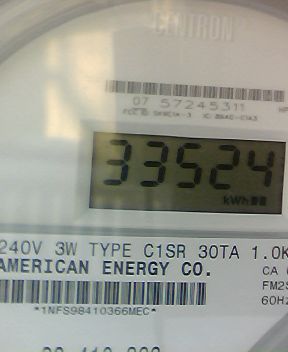 CENTRON
07 57245311
33524
kWh
240V 3W TYPE C1SR 30TA 1.0K
AMERICAN ENERGY CO.
CA
FM2S
60Hz
*1NFS98410366MEC*